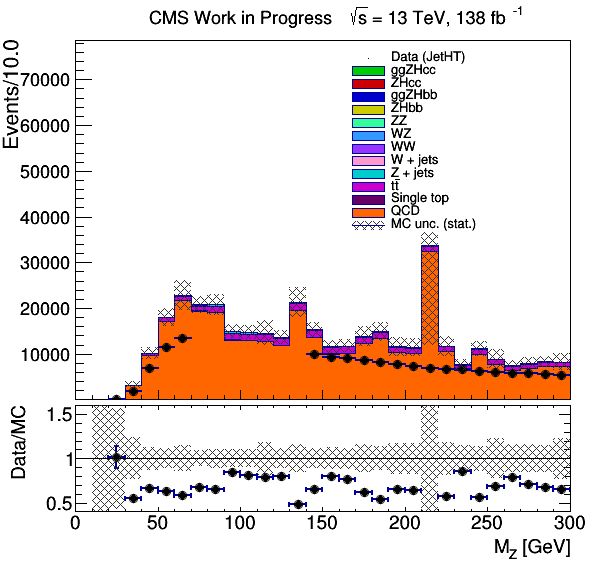 CMS Work in Progress √s = 13 TeV, 138 fb⁻¹
Events/10.0
70000
60000
50000
40000
30000
20000
10000
Data (JetHT)
ggZHcc
ZHcc
ggZHbb
ZHbb
ZZ
WZ
WW
W + jets
Z + jets
tt̄
Single top
QCD
MC unc. (stat.)
Data/MC
1.5
1
0.5
0 50 100 150 200 250 300
M_Z [GeV]